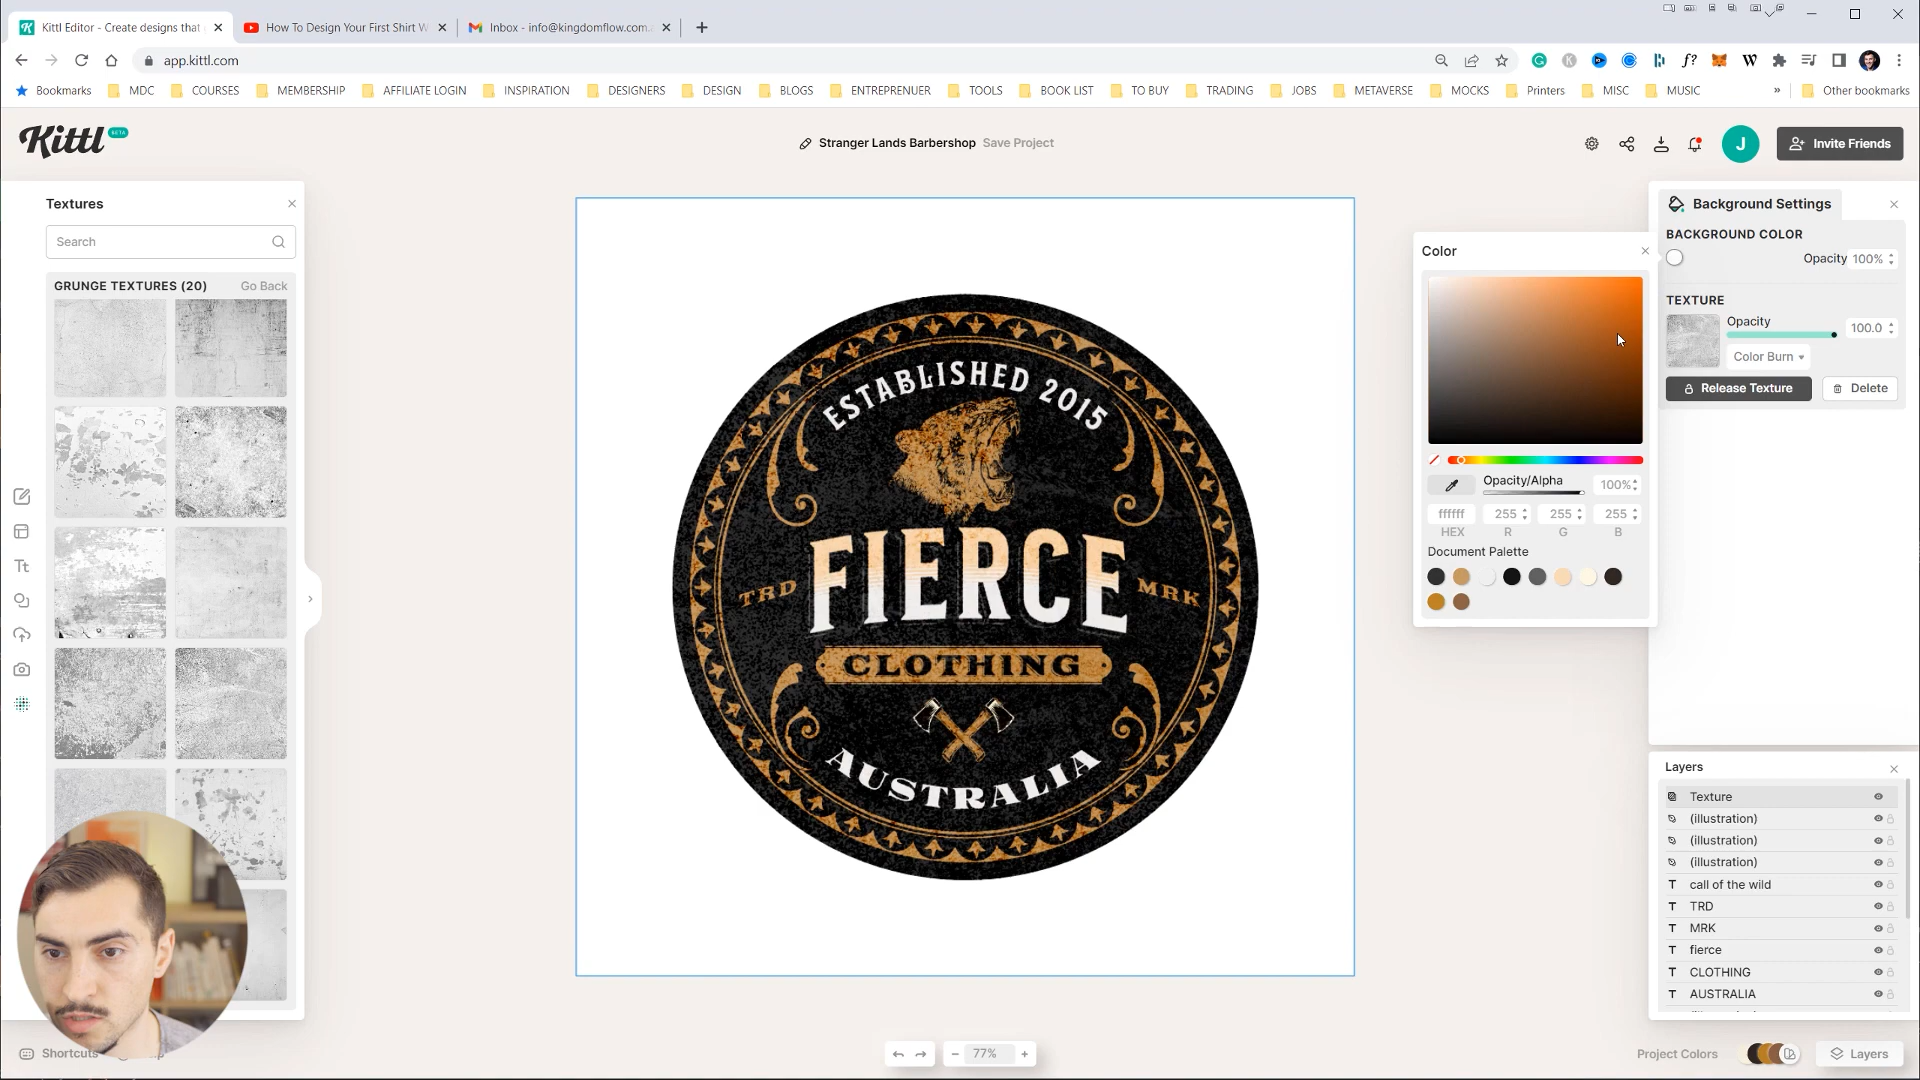 Kittl Editor - Create designs that
How To Design Your First Shirt W
Inbox - info@kingdomflow.com.
app.kittl.com
Bookmarks
MDC
COURSES
MEMBERSHIP
AFFILIATE LOGIN
INSPIRATION
DESIGNERS
DESIGN
BLOGS
ENTREPRENUER
TOOLS
BOOK LIST
TO BUY
TRADING
JOBS
METAVERSE
MOCKS
Printers
MISC
MUSIC
»
Other bookmarks
Kittl BETA
Stranger Lands Barbershop Save Project
J
Invite Friends
Textures
Search
GRUNGE TEXTURES (20) Go Back
ESTABLISHED 2015
FIERCE
TRD
MRK
CLOTHING
AUSTRALIA
Color
Opacity/Alpha
100%
ffffff 255 255 255
HEX R G B
Document Palette
Background Settings
BACKGROUND COLOR
Opacity 100%
TEXTURE
Opacity
100.0
Color Burn
Release Texture
Delete
Layers
Texture
(illustration)
(illustration)
(illustration)
call of the wild
TRD
MRK
fierce
CLOTHING
AUSTRALIA
Shortcuts
77%
Project Colors
Layers